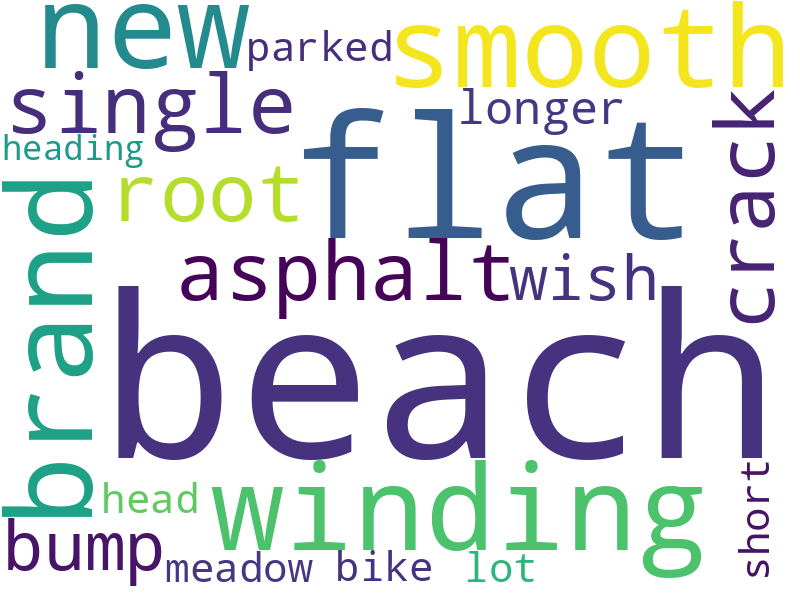 new
parked
smooth
single
longer
heading
flat
crack
root
brand
asphalt
wish
beach
head
winding
short
bump
meadow
bike
lot